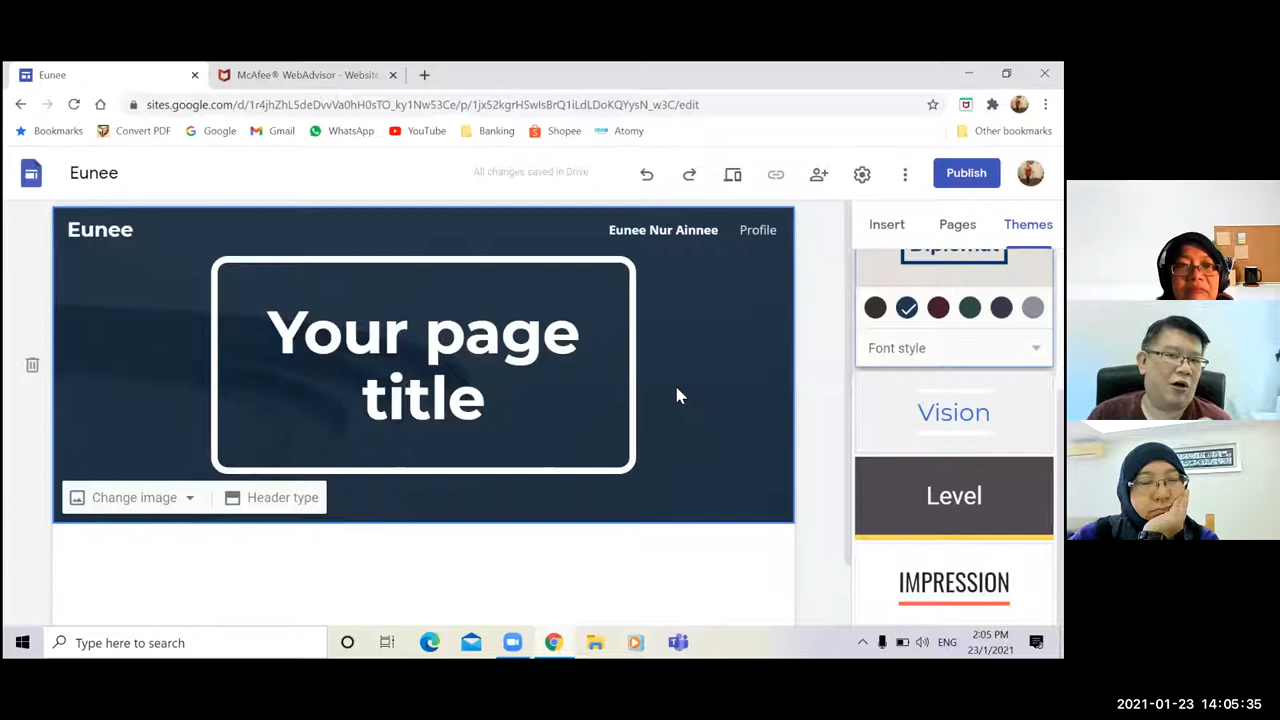 Eunee
McAfee® WebAdvisor - Website
sites.google.com/d/1r4jhZhL5deDvvVa0hH0sTO_ky1Nw53Ce/p/1jx52kgrHSwIsBrQ1iLdLDoKQYysN_w3C/edit
Bookmarks Convert PDF Google Gmail WhatsApp YouTube Banking Shopee Atomy Other bookmarks
Eunee All changes saved in Drive Publish
Insert Pages Themes
Eunee Eunee Nur Ainnee Profile
Diplomat
Your page
title
Font style
Vision
Change image Header type
Level
IMPRESSION
Type here to search
ENG
2:05 PM
23/1/2021
2021-01-23 14:05:35